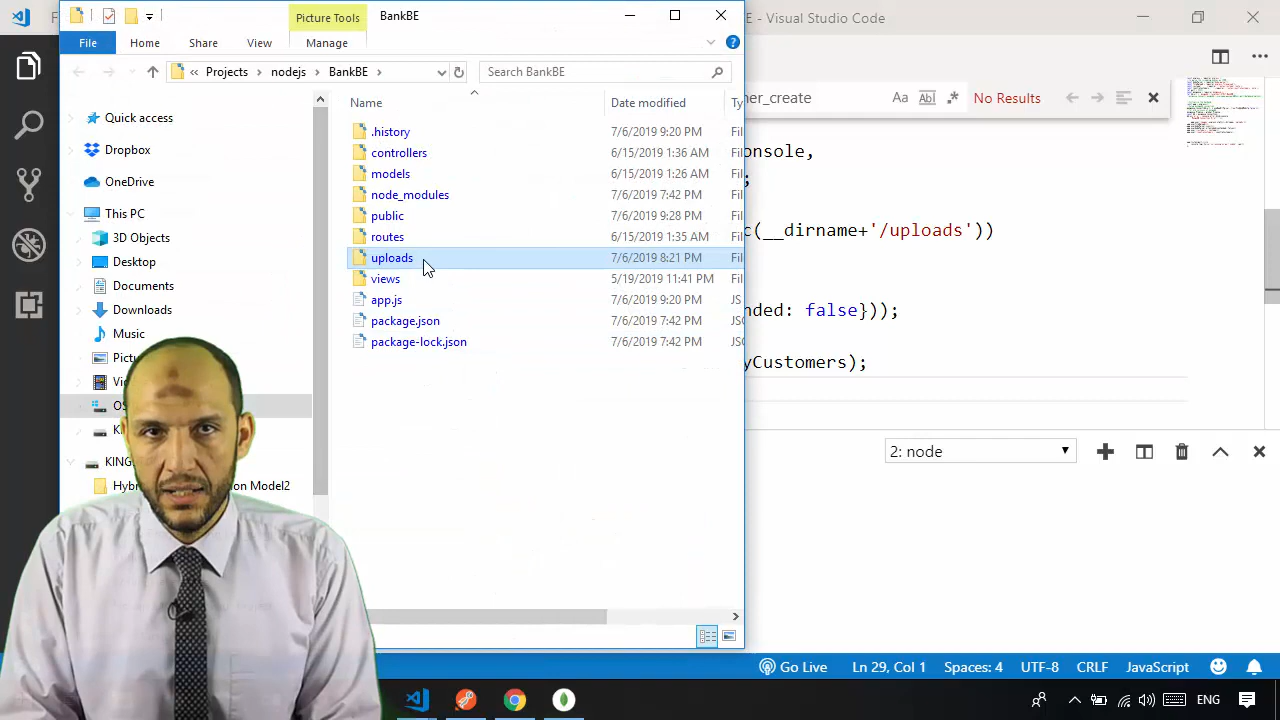 F
E - Visual Studio Code
Picture Tools
BankBE
File
Home
Share
View
Manage
Projects
nodejs
BankBE
Search BankBE
Name
Date modified
Ty
Quick access
Dropbox
OneDrive
This PC
3D Objects
Desktop
Documents
Downloads
Music
Pictu
Vi
OS
KI
KING
Hyb
on Model2
.history 7/6/2019 9:20 PM Fil
controllers 6/15/2019 1:36 AM Fil
models 6/15/2019 1:26 AM Fil
node_modules 7/6/2019 7:42 PM Fil
public 7/6/2019 9:28 PM Fil
routes 6/15/2019 1:35 AM Fil
uploads 7/6/2019 8:21 PM Fil
views 5/19/2019 11:41 PM Fil
app.js 7/6/2019 9:20 PM JS
package.json 7/6/2019 7:42 PM JSO
package-lock.json 7/6/2019 7:42 PM JSO
ner_create
Aa
Abl
.*
No Results
onsole,
;
c(__dirname+'/uploads'))
nded: false}));
yCustomers);
2: node
Go Live
Ln 29, Col 1
Spaces: 4
UTF-8
CRLF
JavaScript
ENG